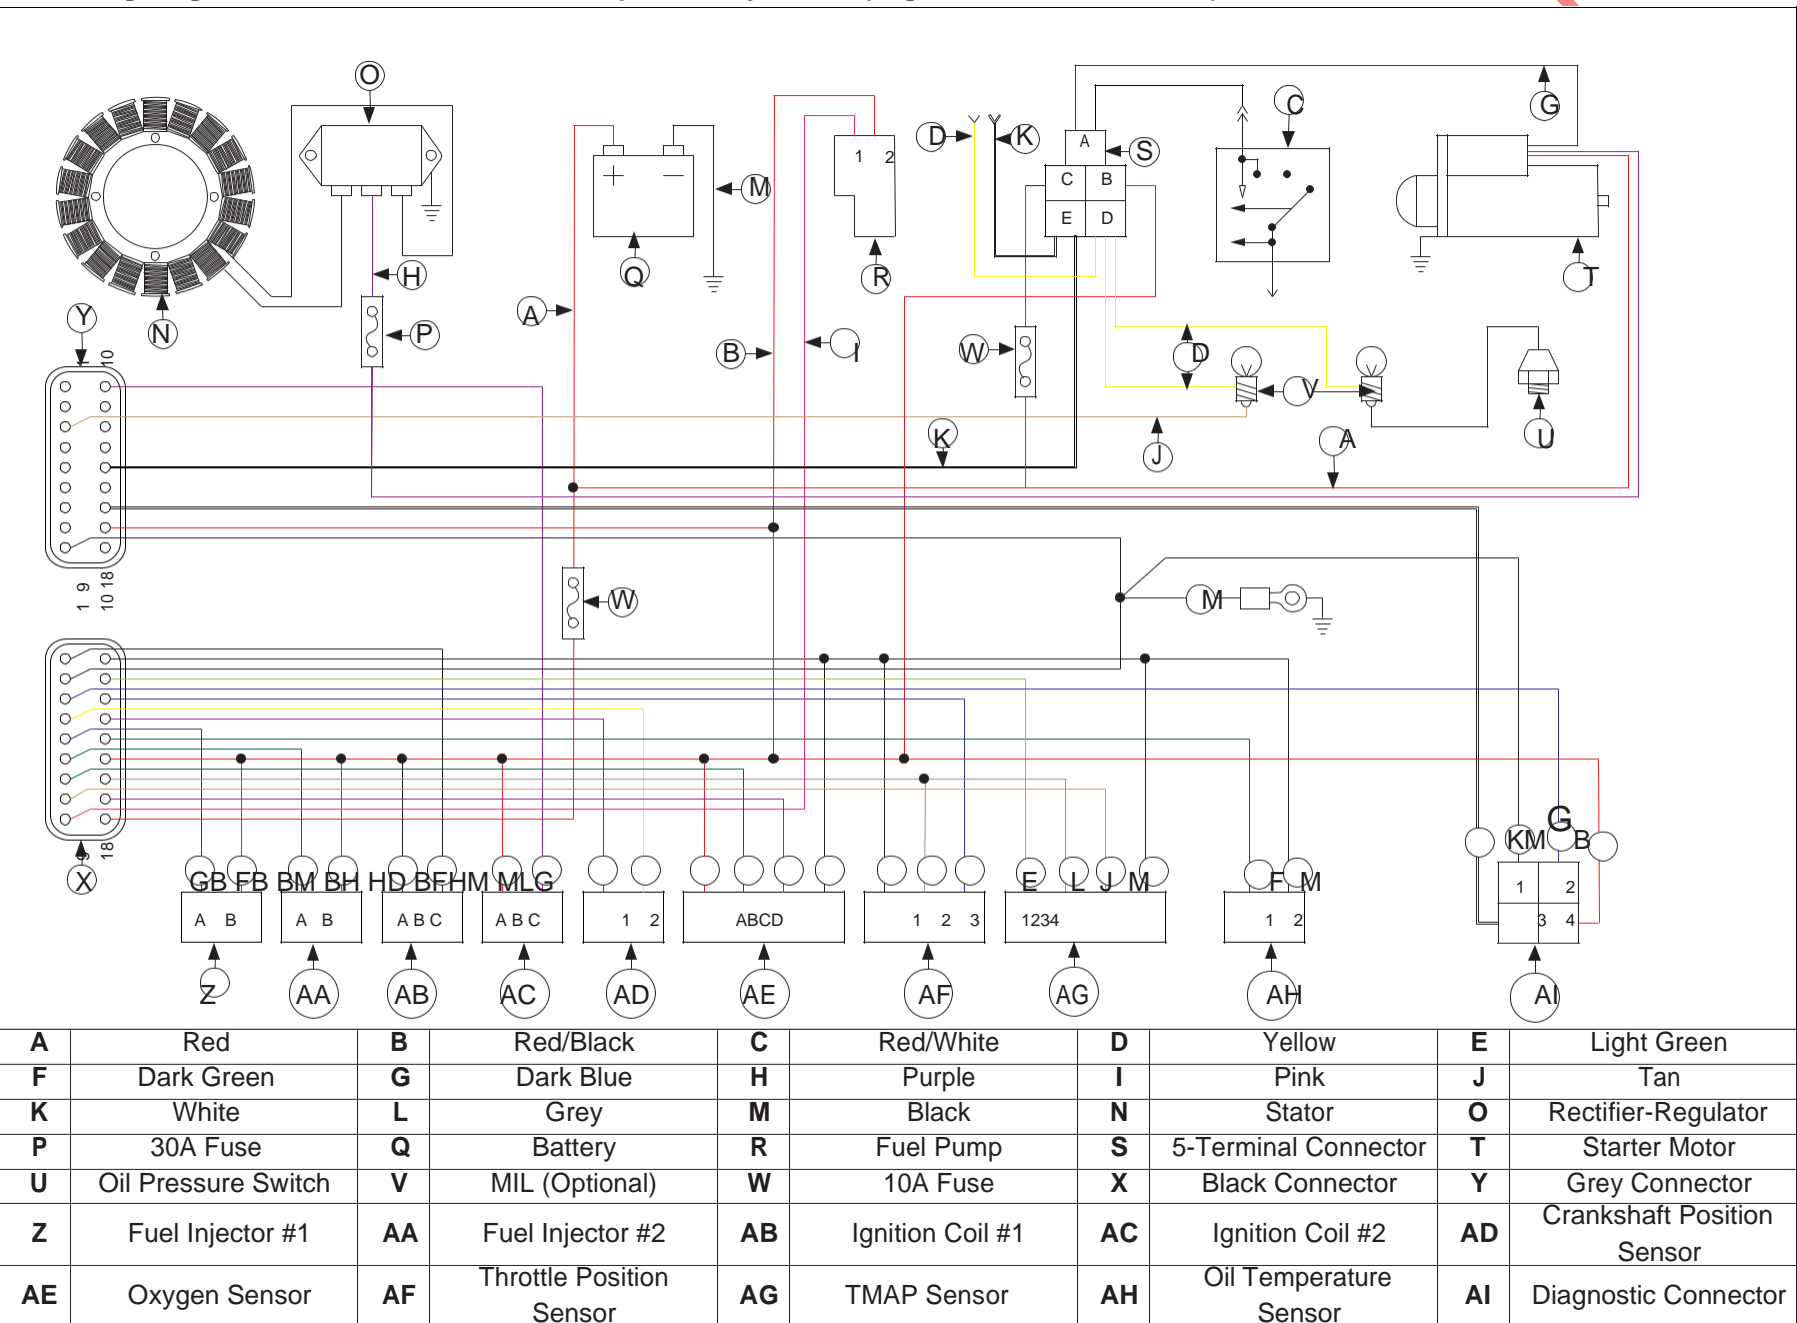 O
G
C
D
K
S
A
1 2
C B
E D
M
H
Q
R
T
Y
N
P
A
B
I
W
D
V
1
10
K
J
A
U
9 18
1 10
W
M
X
9
18
G
KM B
GB FB BM BH HD BFHM MLG
E L J M
F M
1 2
3 4
A B
A B
A B C
A B C
1 2
ABCD
1 2 3
1234
1 2
Z
AA
AB
AC
AD
AE
AF
AG
AH
AI
A Red B Red/Black C Red/White D Yellow E Light Green
F Dark Green G Dark Blue H Purple I Pink J Tan
K White L Grey M Black N Stator O Rectifier-Regulator
P 30A Fuse Q Battery R Fuel Pump S 5-Terminal Connector T Starter Motor
U Oil Pressure Switch V MIL (Optional) W 10A Fuse X Black Connector Y Grey Connector
Z Fuel Injector #1 AA Fuel Injector #2 AB Ignition Coil #1 AC Ignition Coil #2 AD Crankshaft Position
Sensor
AE Oxygen Sensor AF Throttle Position
Sensor
AG TMAP Sensor AH Oil Temperature
Sensor
AI Diagnostic Connector